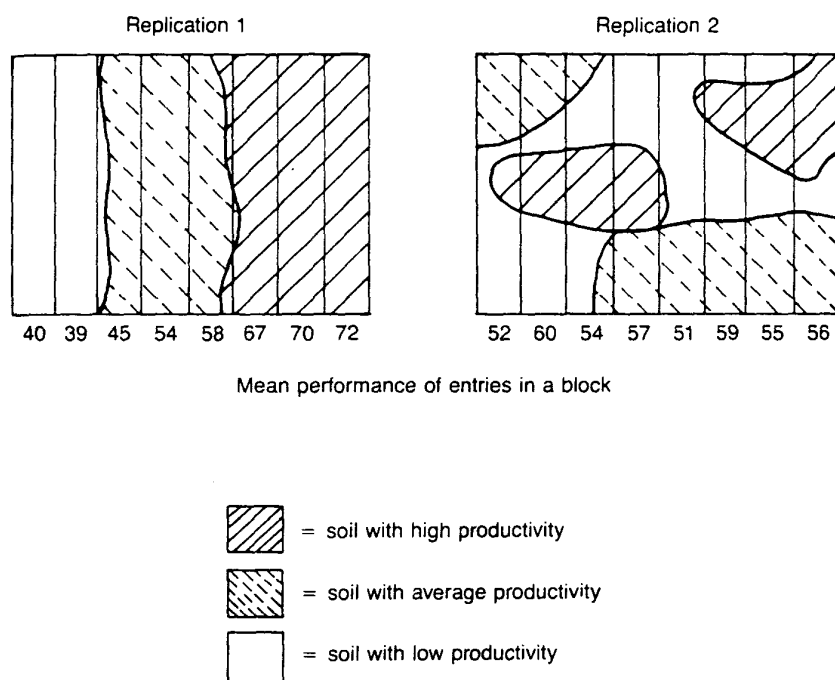 Replication 1
Replication 2
40 39 45 54 58 67 70 72
52 60 54 57 51 59 55 56
Mean performance of entries in a block
= soil with high productivity
= soil with average productivity
= soil with low productivity